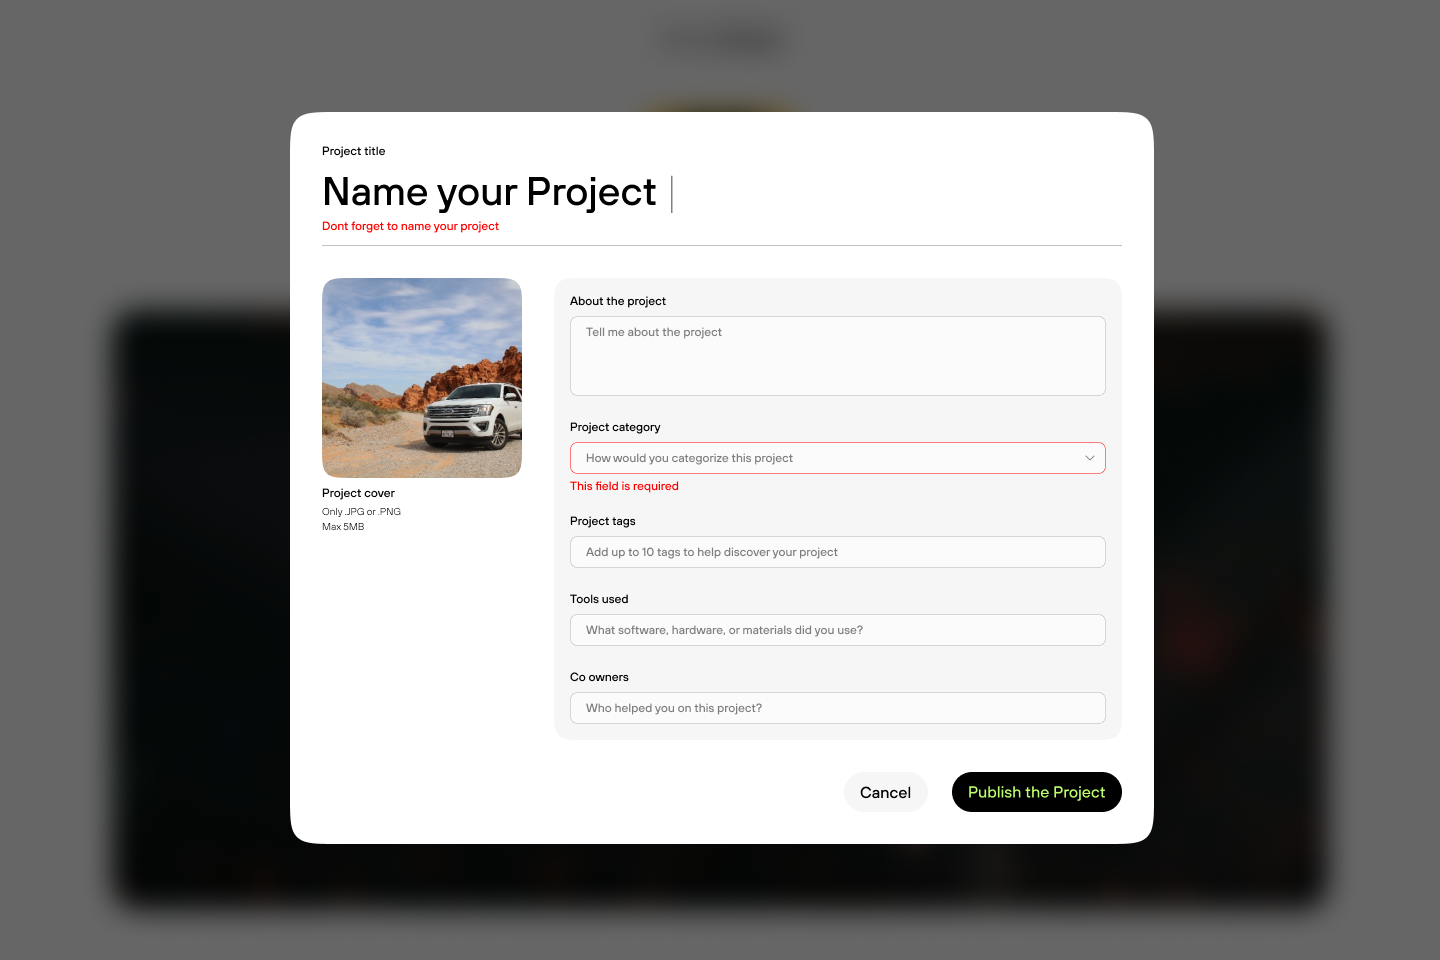 Project title
Name your Project
Dont forget to name your project
Project cover
Only .JPG or .PNG
Max 5MB
About the project
Tell me about the project
Project category
How would you categorize this project
This field is required
Project tags
Add up to 10 tags to help discover your project
Tools used
What software, hardware, or materials did you use?
Co owners
Who helped you on this project?
Cancel
Publish the Project